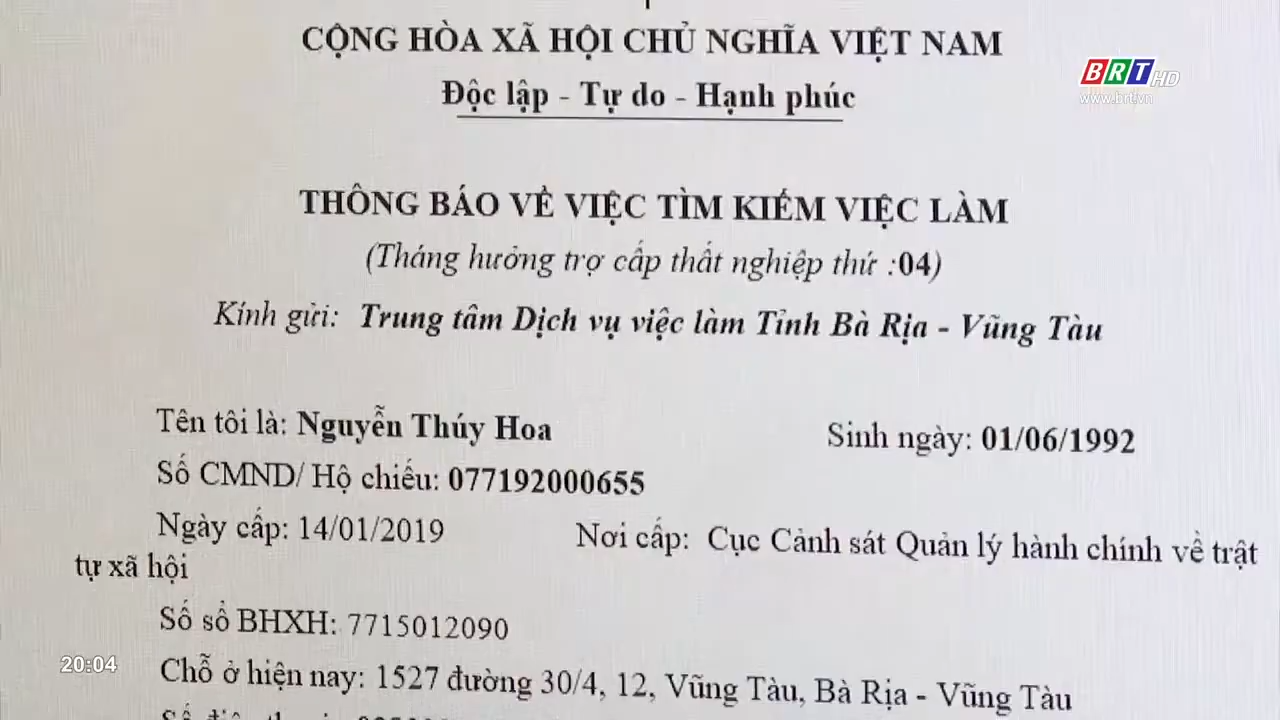 CỘNG HÒA XÃ HỘI CHỦ NGHĨA VIỆT NAM
BRT HD
Độc lập - Tự do - Hạnh phúc
www.brt.vn
THÔNG BÁO VỀ VIỆC TÌM KIẾM VIỆC LÀM
(Tháng hưởng trợ cấp thất nghiệp thứ :04)
Kính gửi: Trung tâm Dịch vụ việc làm Tỉnh Bà Rịa - Vũng Tàu
Tên tôi là: Nguyễn Thúy Hoa Sinh ngày: 01/06/1992
Số CMND/ Hộ chiếu: 077192000655
Ngày cấp: 14/01/2019 Nơi cấp: Cục Cảnh sát Quản lý hành chính về trật
tự xã hội
Số sổ BHXH: 7715012090
20:04
Chỗ ở hiện nay: 1527 đường 30/4, 12, Vũng Tàu, Bà Rịa - Vũng Tàu